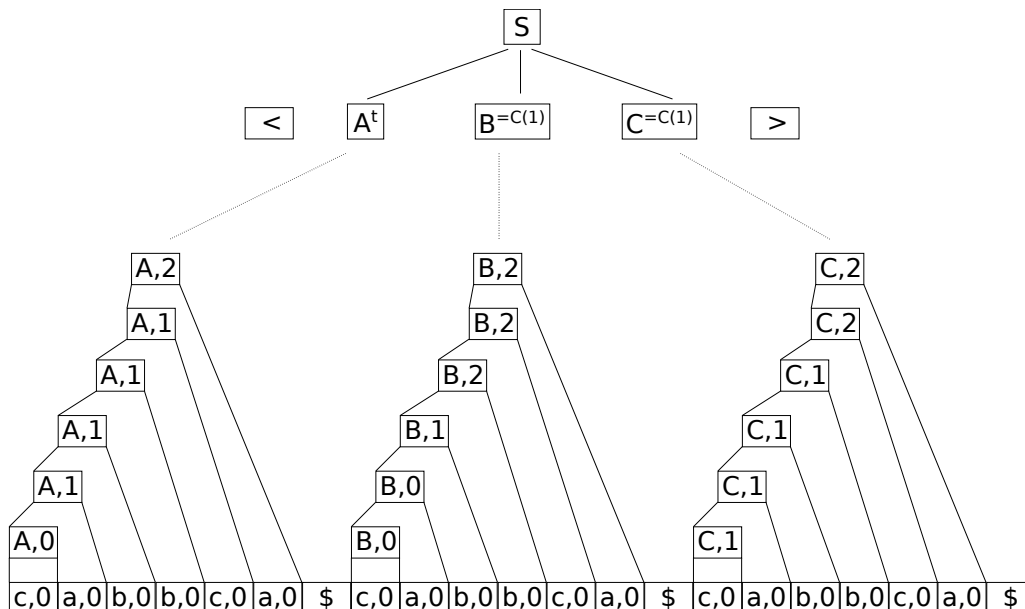 S
< A^t B^=C(1) C^=C(1) >
A,2 B,2 C,2
A,1 B,2 C,2
A,1 B,2 C,1
A,1 B,1 C,1
A,1 B,0 C,1
A,0 B,0 C,1
c,0 a,0 b,0 b,0 c,0 a,0 $ c,0 a,0 b,0 b,0 c,0 a,0 $ c,0 a,0 b,0 b,0 c,0 a,0 $